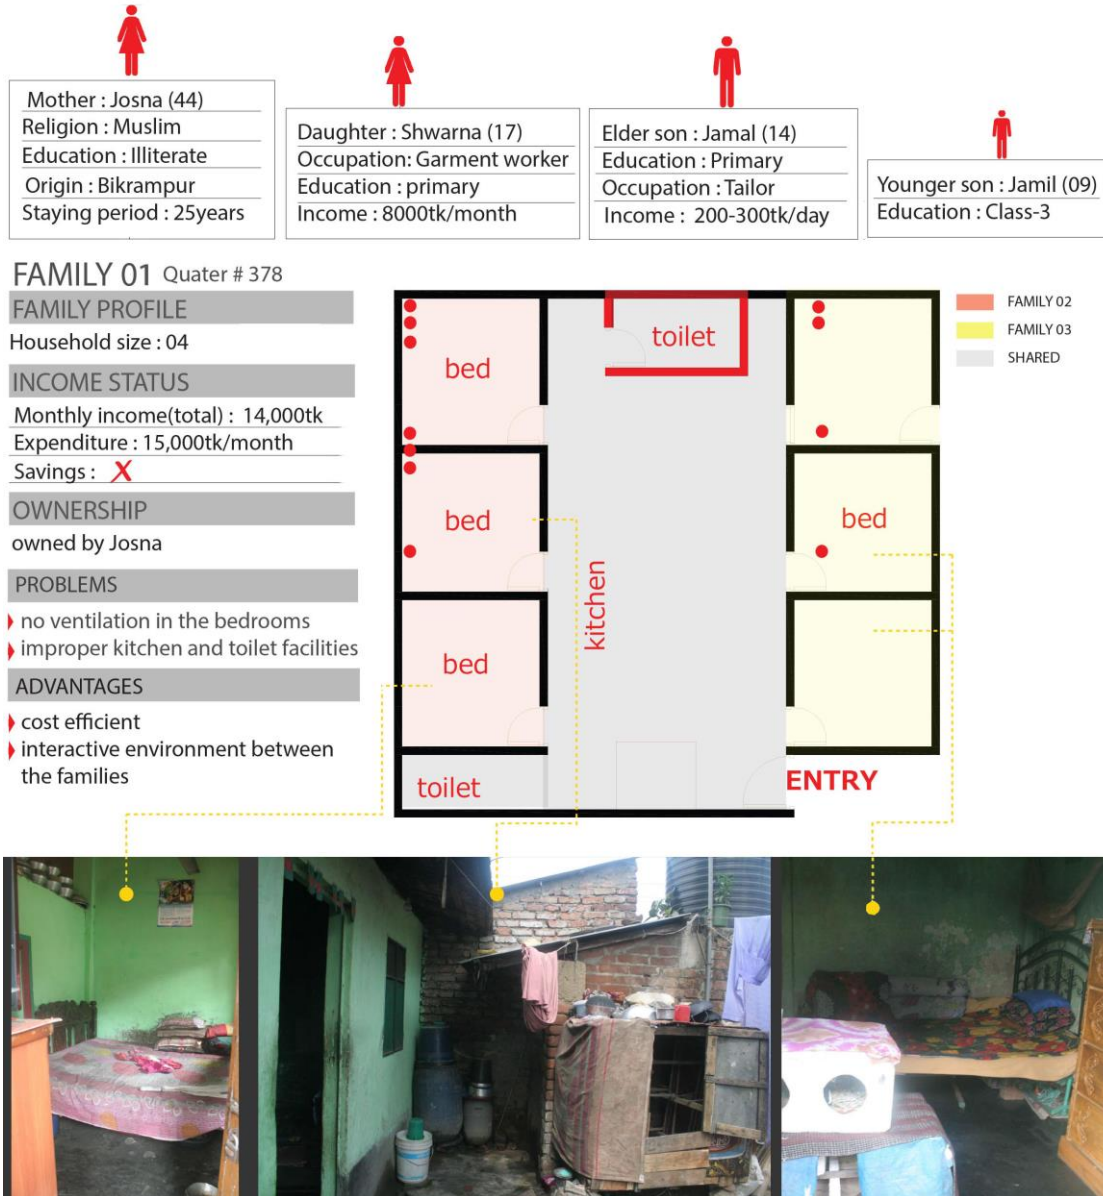 Mother : Josna (44)
Religion : Muslim
Education : Illiterate
Origin : Bikrampur
Staying period : 25years
Daughter : Shwarna (17)
Occupation: Garment worker
Education : primary
Income : 8000tk/month
Elder son : Jamal (14)
Education : Primary
Occupation : Tailor
Income : 200-300tk/day
Younger son : Jamil (09)
Education : Class-3
FAMILY 01 Quater # 378
FAMILY PROFILE
Household size : 04
INCOME STATUS
Monthly income(total) : 14,000tk
Expenditure : 15,000tk/month
Savings : X
OWNERSHIP
owned by Josna
PROBLEMS
no ventilation in the bedrooms
improper kitchen and toilet facilities
ADVANTAGES
cost efficient
interactive environment between
the families
toilet
bed
bed
bed
kitchen
bed
toilet
ENTRY
FAMILY 02
FAMILY 03
SHARED